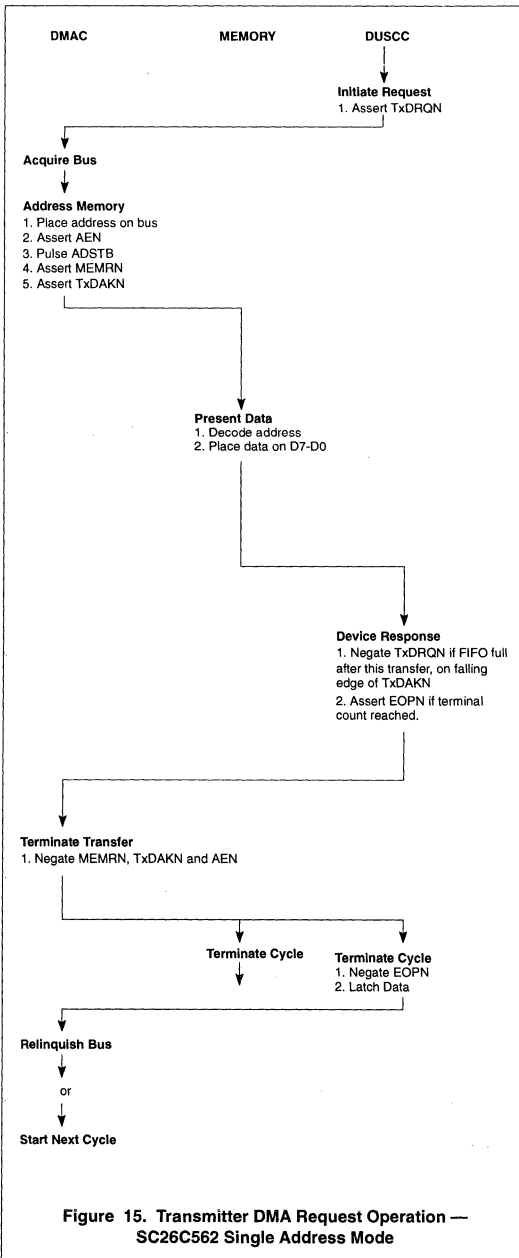 DMAC MEMORY DUSCC
Initiate Request
1. Assert TxDRQN
Acquire Bus
Address Memory
1. Place address on bus
2. Assert AEN
3. Pulse ADSTB
4. Assert MEMRN
5. Assert TxDAKN
Present Data
1. Decode address
2. Place data on D7-D0
Device Response
1. Negate TxDRQN if FIFO full
after this transfer, on falling
edge of TxDAKN
2. Assert EOPN if terminal
count reached.
Terminate Transfer
1. Negate MEMRN, TxDAKN and AEN
Terminate Cycle
Terminate Cycle
1. Negate EOPN
2. Latch Data
Relinquish Bus
or
Start Next Cycle
Figure 15. Transmitter DMA Request Operation —
SC26C562 Single Address Mode